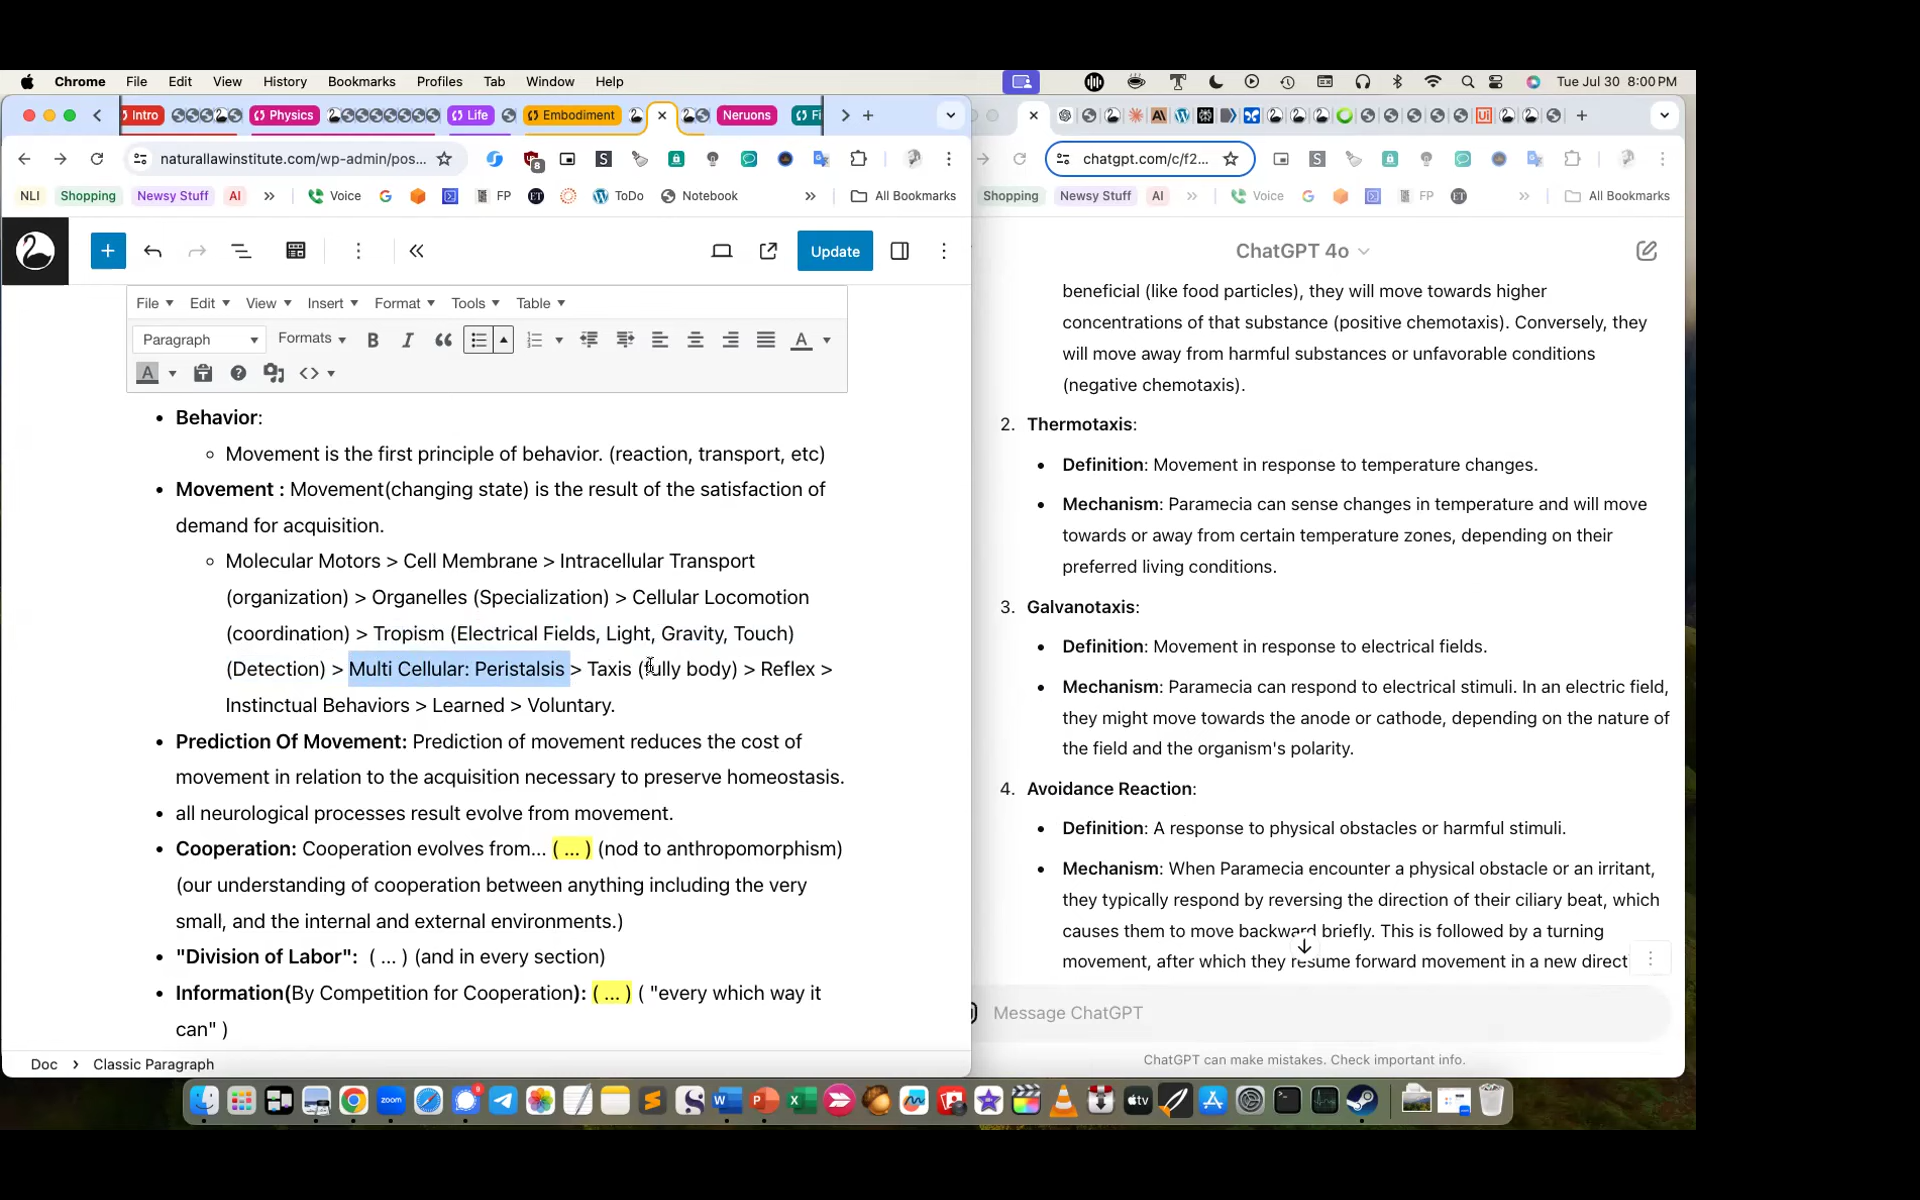 Chrome File Edit View History Bookmarks Profiles Tab Window Help Tue Jul 30 8:00 PM
Intro Physics Life Embodiment Neruons Fi
naturallawinstitute.com/wp-admin/pos... 8
chatgpt.com/c/f2...
NLI Shopping Newsy Stuff AI » Voice FP ToDo Notebook » All Bookmarks
Shopping Newsy Stuff AI » Voice FP » All Bookmarks
Update
File Edit View Insert Format Tools Table
Paragraph Formats B I A
A
• Behavior:
◦ Movement is the first principle of behavior. (reaction, transport, etc)
• Movement : Movement(changing state) is the result of the satisfaction of
demand for acquisition.
◦ Molecular Motors > Cell Membrane > Intracellular Transport
(organization) > Organelles (Specialization) > Cellular Locomotion
(coordination) > Tropism (Electrical Fields, Light, Gravity, Touch)
(Detection) > Multi Cellular: Peristalsis > Taxis (fully body) > Reflex >
Instinctual Behaviors > Learned > Voluntary.
• Prediction Of Movement: Prediction of movement reduces the cost of
movement in relation to the acquisition necessary to preserve homeostasis.
• all neurological processes result evolve from movement.
• Cooperation: Cooperation evolves from... ( ... ) (nod to anthropomorphism)
(our understanding of cooperation between anything including the very
small, and the internal and external environments.)
• "Division of Labor": ( ... ) (and in every section)
• Information(By Competition for Cooperation): ( ... ) ( "every which way it
can" )
Doc > Classic Paragraph
ChatGPT 4o
beneficial (like food particles), they will move towards higher
concentrations of that substance (positive chemotaxis). Conversely, they
will move away from harmful substances or unfavorable conditions
(negative chemotaxis).
2. Thermotaxis:
• Definition: Movement in response to temperature changes.
• Mechanism: Paramecia can sense changes in temperature and will move
towards or away from certain temperature zones, depending on their
preferred living conditions.
3. Galvanotaxis:
• Definition: Movement in response to electrical fields.
• Mechanism: Paramecia can respond to electrical stimuli. In an electric field,
they might move towards the anode or cathode, depending on the nature of
the field and the organism's polarity.
4. Avoidance Reaction:
• Definition: A response to physical obstacles or harmful stimuli.
• Mechanism: When Paramecia encounter a physical obstacle or an irritant,
they typically respond by reversing the direction of their ciliary beat, which
causes them to move backward briefly. This is followed by a turning
movement, after which they resume forward movement in a new direct
Message ChatGPT
ChatGPT can make mistakes. Check important info.
zoom tv